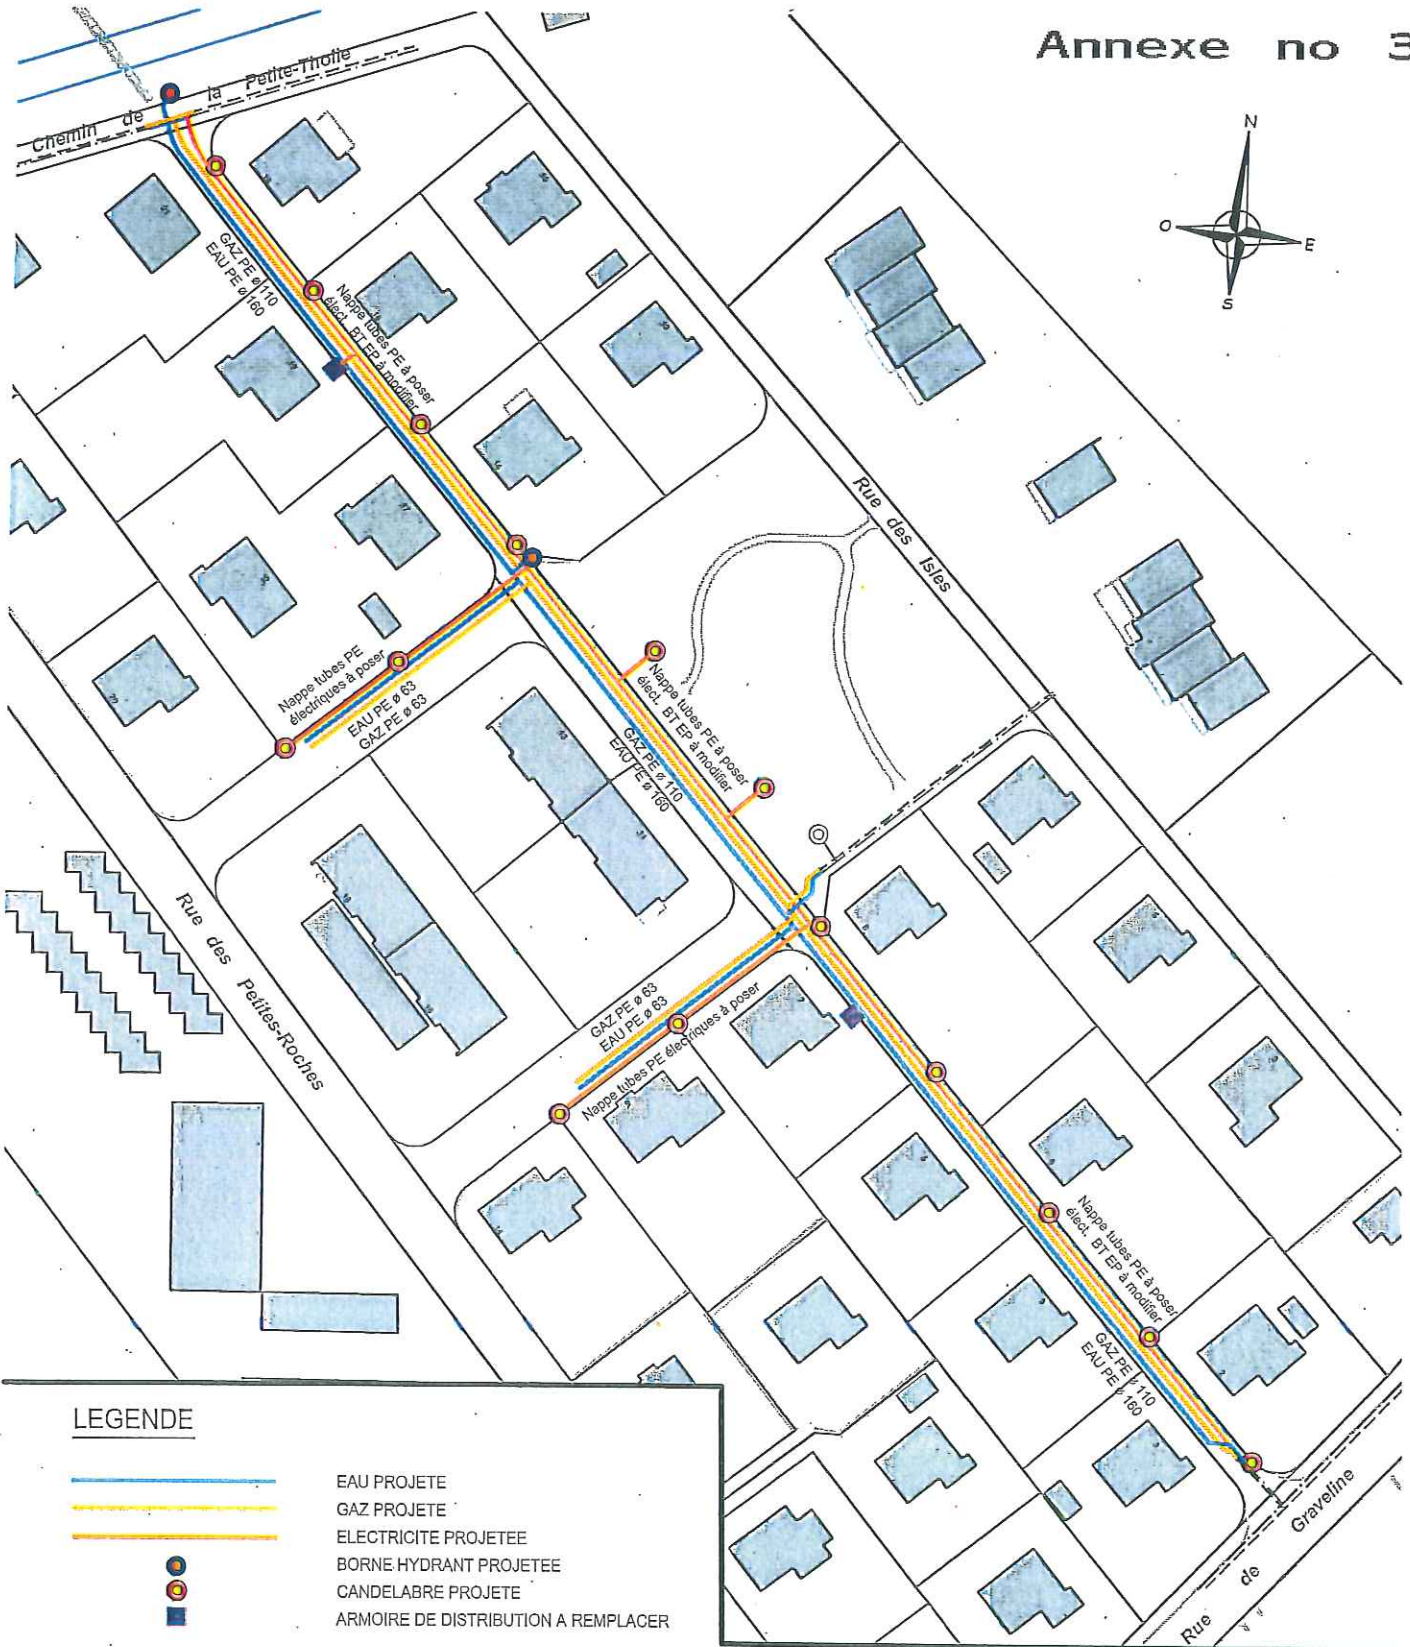 Annexe no 3
N
O
E
S
Chemin de la Petite-Tholle
GAZ PE ø 110
EAU PE ø 160
Nappe tubes PE à poser
élect. BT EP à modifier
Rue des Isles
Nappe tubes PE
électriques à poser
EAU PE ø 63
GAZ PE ø 63
Nappe tubes PE à poser
élect. BT EP à modifier
GAZ PE ø 110
EAU PE ø 160
Rue des Petites-Roches
GAZ PE ø 63
EAU PE ø 63
Nappe tubes PE électriques à poser
Nappe tubes PE à poser
élect. BT EP à modifier
GAZ PE ø 110
EAU PE ø 160
Rue de Graveline
LEGENDE
EAU PROJETE
GAZ PROJETE
ELECTRICITE PROJETEE
BORNE HYDRANT PROJETEE
CANDELABRE PROJETE
ARMOIRE DE DISTRIBUTION A REMPLACER